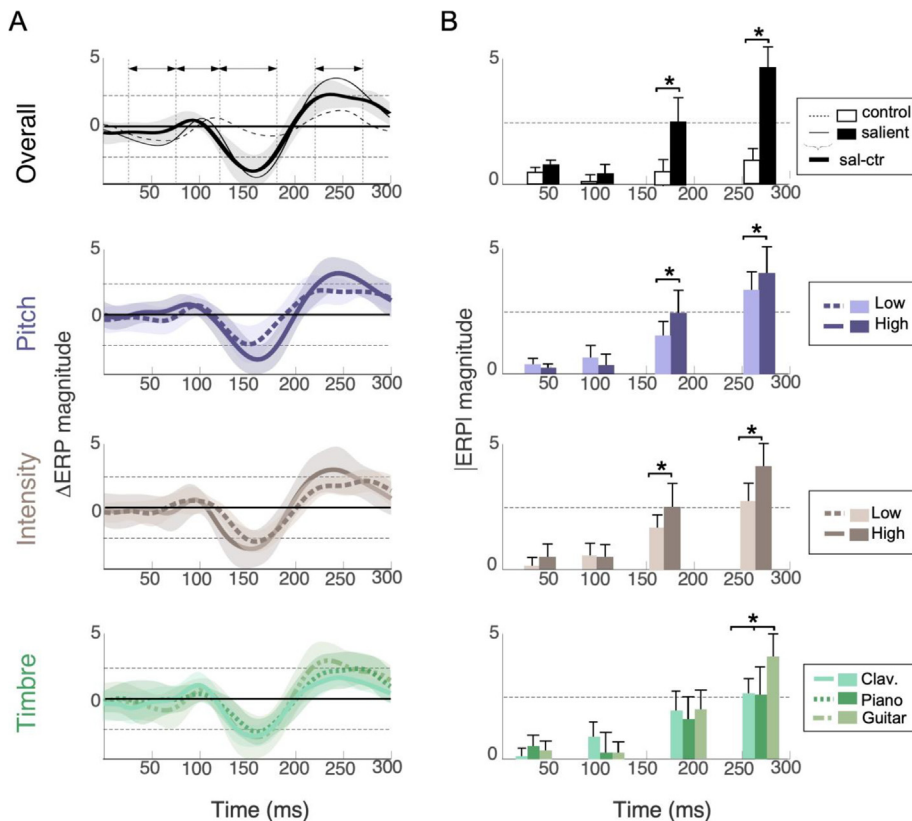 A
B
Overall
5
0
50 100 150 200 250 300
5
0
50 100 150 200 250 300
*
*
control
salient
sal-ctr
Pitch
5
0
50 100 150 200 250 300
5
0
50 100 150 200 250 300
*
*
Low
High
ΔERP magnitude
|ERP| magnitude
Intensity
5
0
50 100 150 200 250 300
5
0
50 100 150 200 250 300
*
*
Low
High
Timbre
5
0
50 100 150 200 250 300
5
0
50 100 150 200 250 300
*
Clav.
Piano
Guitar
Time (ms)
Time (ms)